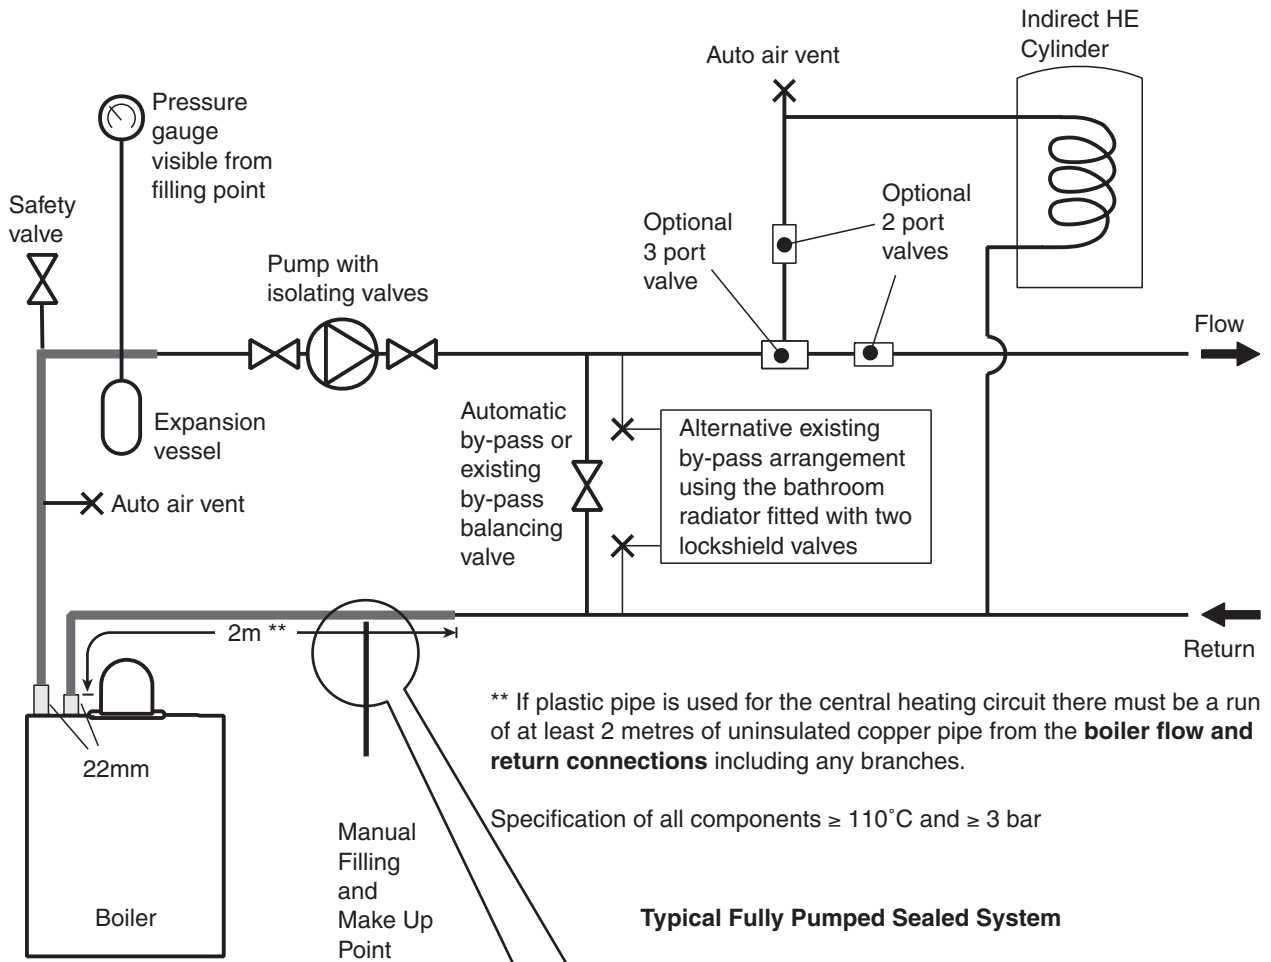 Indirect HE
Cylinder
Auto air vent
Pressure
gauge
visible from
filling point
Safety
valve
Optional
2 port
valves
Optional
3 port
valve
Pump with
isolating valves
Flow
Expansion
vessel
Automatic
by-pass or
existing
by-pass
balancing
valve
Alternative existing
by-pass arrangement
using the bathroom
radiator fitted with two
lockshield valves
Auto air vent
2m **
Return
** If plastic pipe is used for the central heating circuit there must be a run
of at least 2 metres of uninsulated copper pipe from the boiler flow and
return connections including any branches.
22mm
Specification of all components ≥ 110˚C and ≥ 3 bar
Manual
Filling
and
Make Up
Point
Boiler
Typical Fully Pumped Sealed System